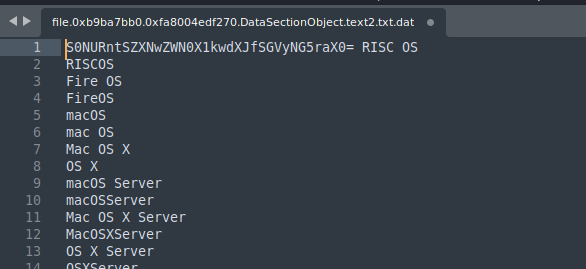 file.0xb9ba7bb0.0xfa8004edf270.DataSectionObject.text2.txt.dat
1 S0NURntSZXNwZWN0X1kwdXJfSGVyNG5raX0= RISC OS
2 RISCOS
3 Fire OS
4 FireOS
5 macOS
6 mac OS
7 Mac OS X
8 OS X
9 macOS Server
10 macOSServer
11 Mac OS X Server
12 MacOSXServer
13 OS X Server
14 OSXServer